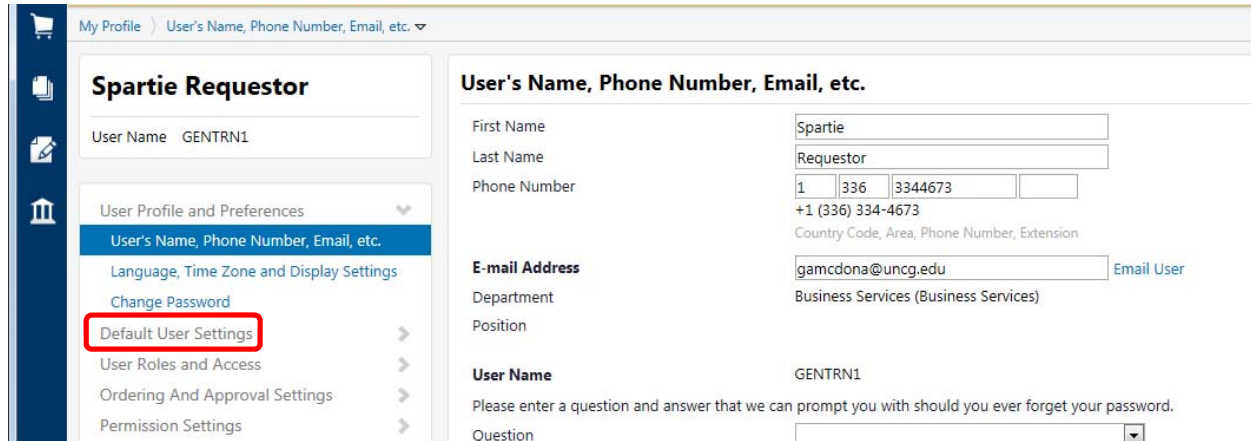 My Profile User's Name, Phone Number, Email, etc.
Spartie Requestor
User Name GENTRN1
User Profile and Preferences
User's Name, Phone Number, Email, etc.
Language, Time Zone and Display Settings
Change Password
Default User Settings
User Roles and Access
Ordering And Approval Settings
Permission Settings
User's Name, Phone Number, Email, etc.
First Name Spartie
Last Name Requestor
Phone Number 1 336 3344673
+1 (336) 334-4673
Country Code, Area, Phone Number, Extension
E-mail Address gamcdona@uncg.edu Email User
Department Business Services (Business Services)
Position
User Name GENTRN1
Please enter a question and answer that we can prompt you with should you ever forget your password.
Question